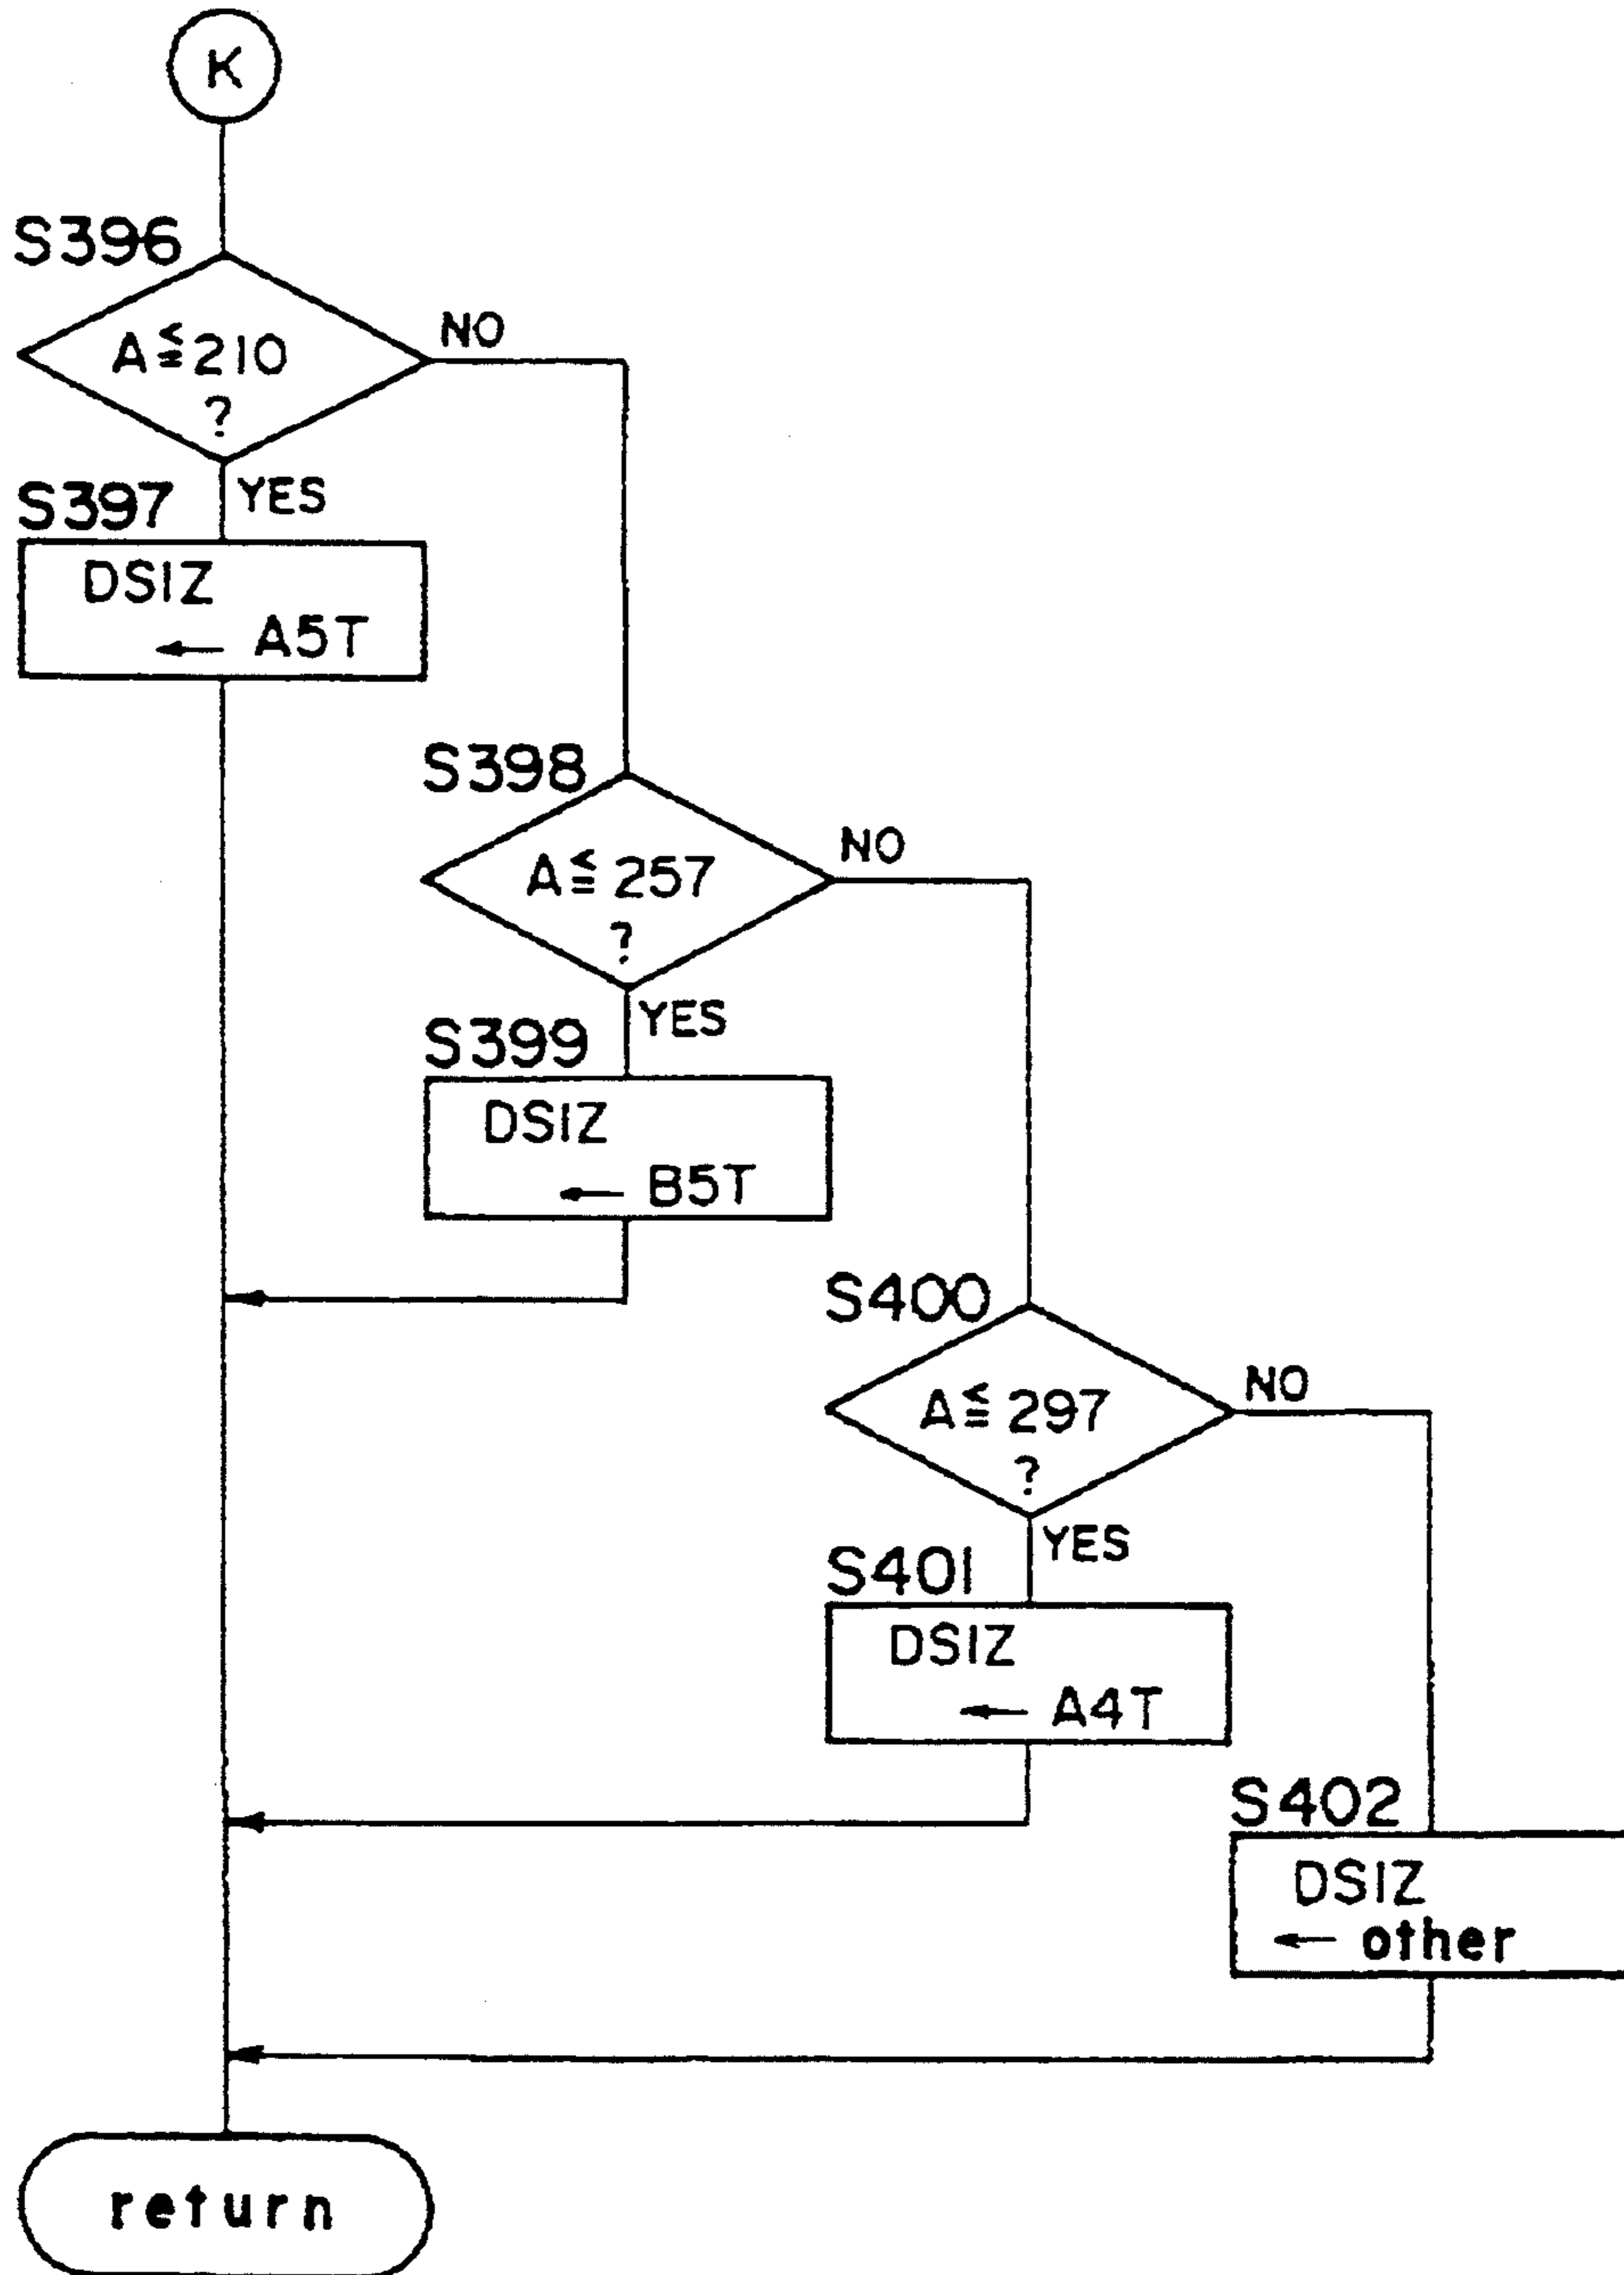 K
S396
A≦210
?
NO
YES
S397
DSIZ
← A5T
S398
A≦257
?
NO
YES
S399
DSIZ
← B5T
S400
A≦297
?
NO
YES
S401
DSIZ
← A4T
S402
DSIZ
← other
return